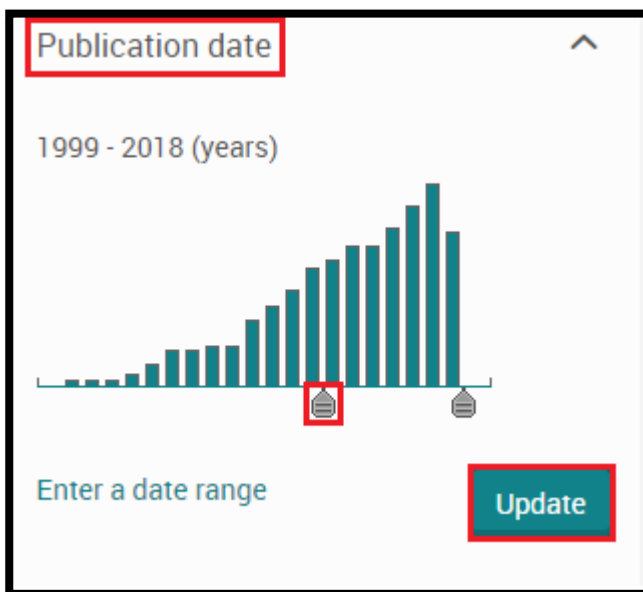 Publication date
1999 - 2018 (years)
Enter a date range
Update